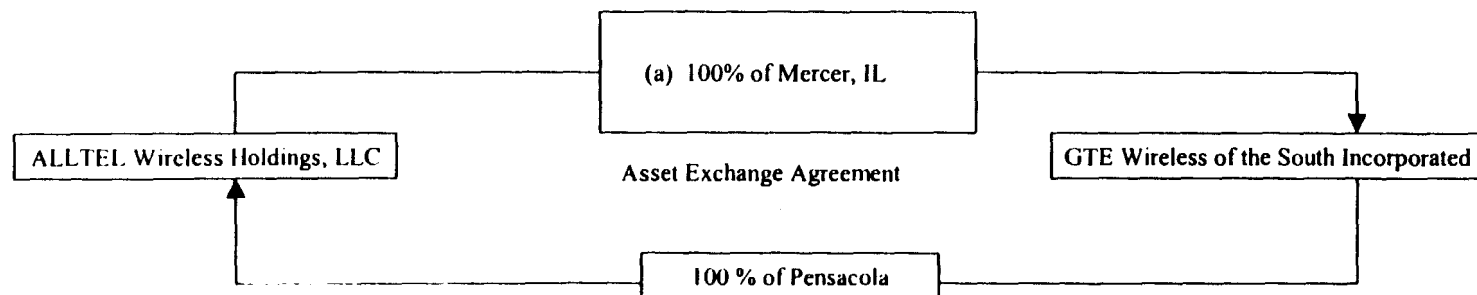 (a) 100% of Mercer, IL
ALLTEL Wireless Holdings, LLC
GTE Wireless of the South Incorporated
Asset Exchange Agreement
100 % of Pensacola